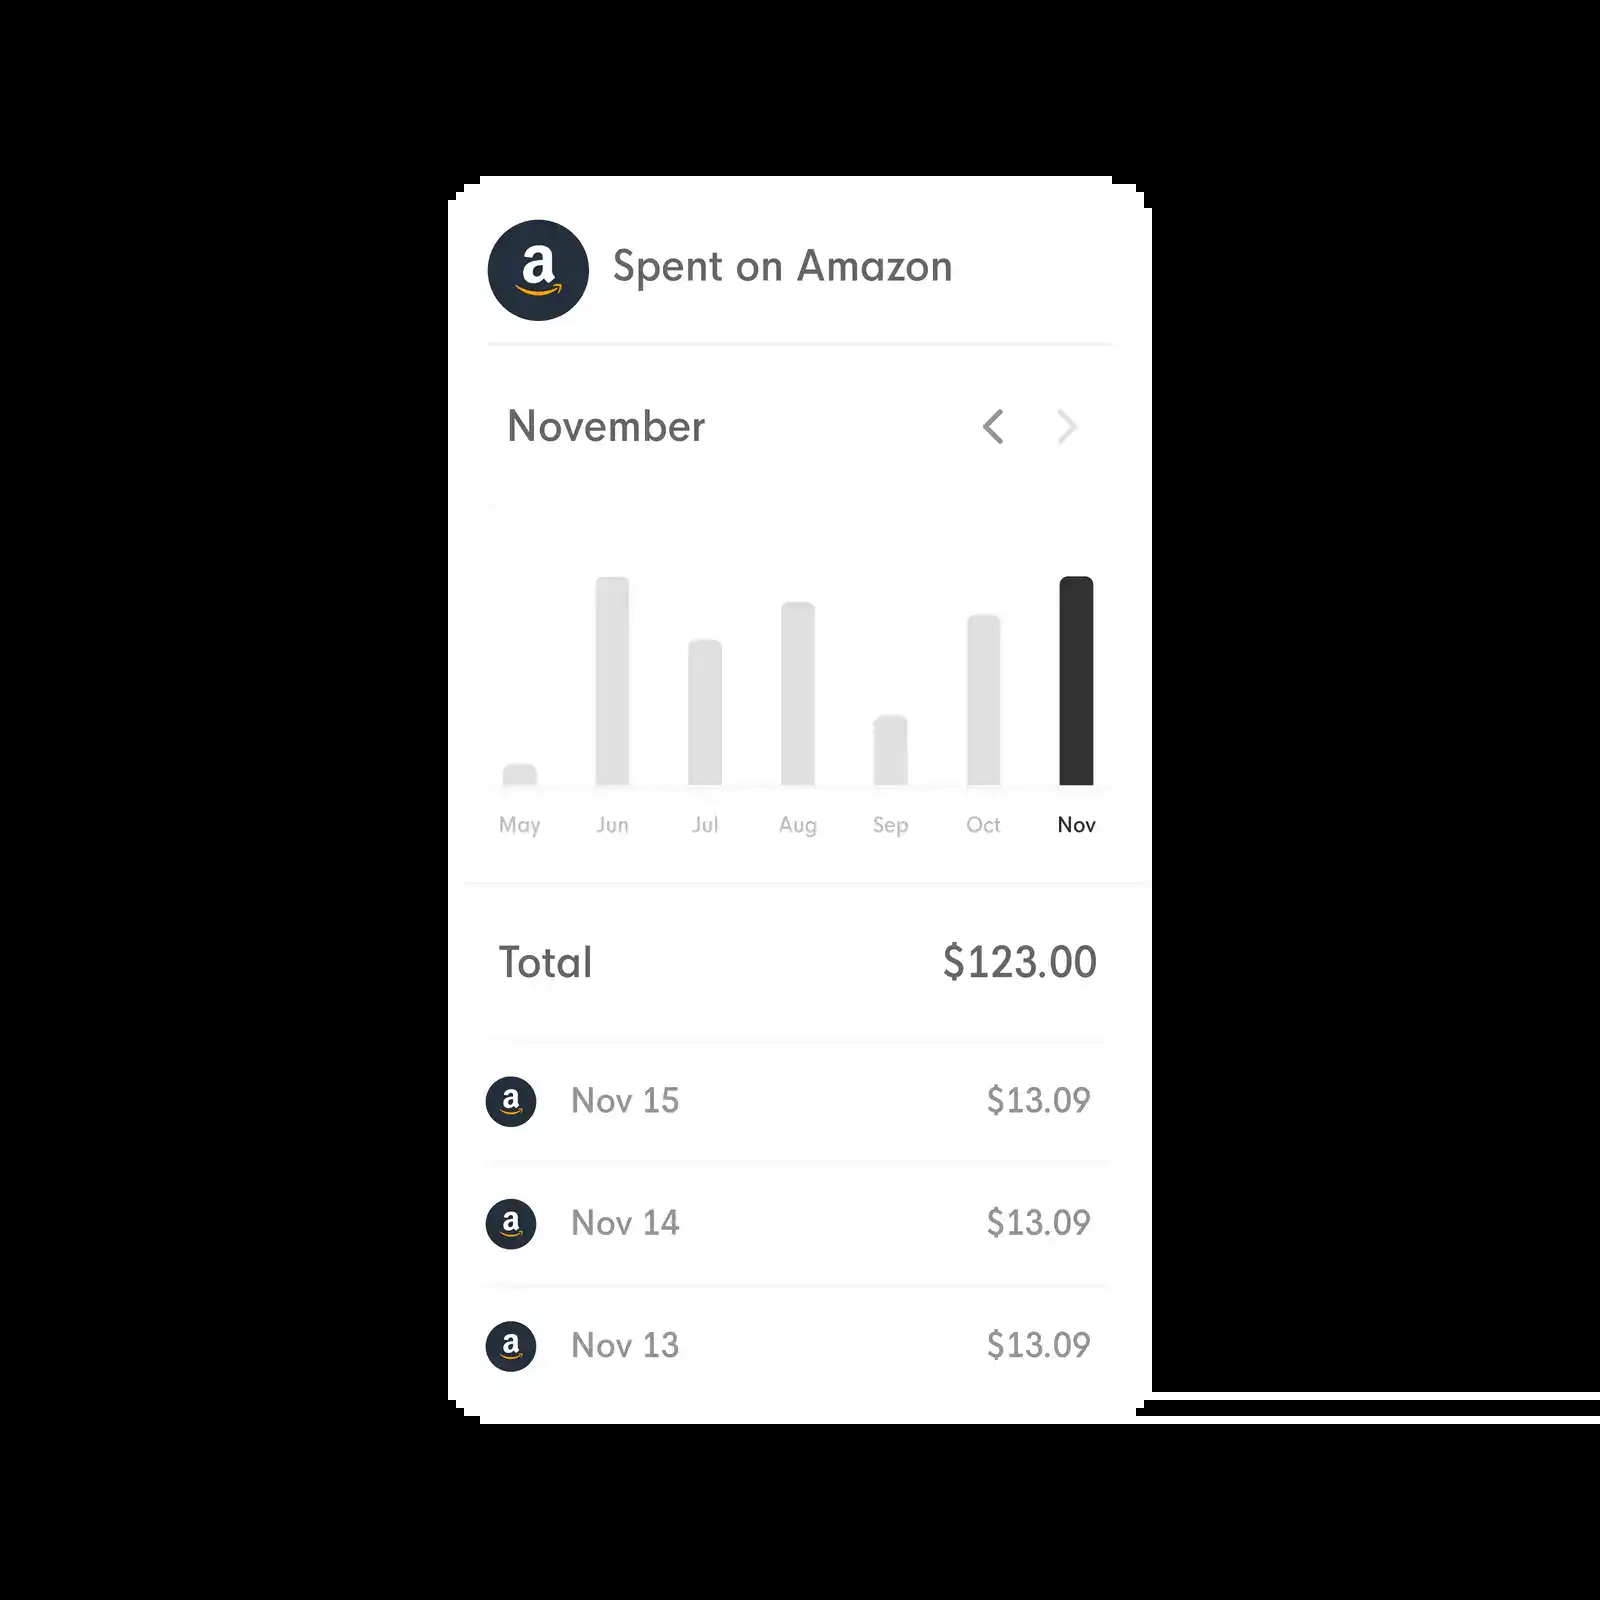 a Spent on Amazon
November
May Jun Jul Aug Sep Oct Nov
Total $123.00
a Nov 15 $13.09
a Nov 14 $13.09
a Nov 13 $13.09